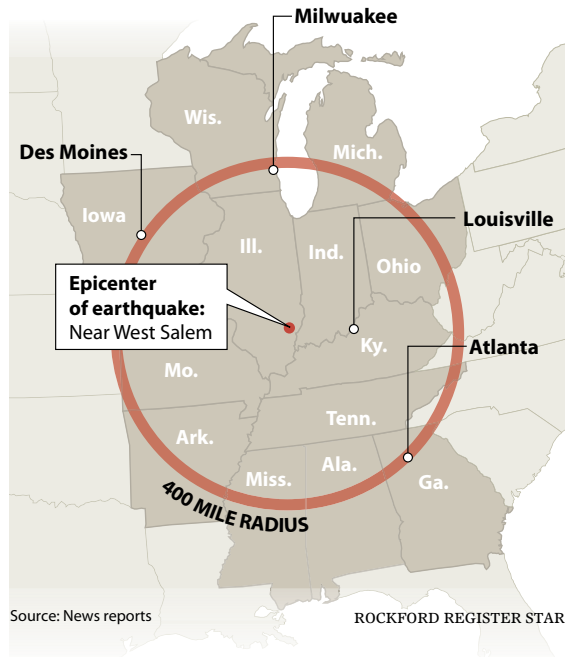 Milwuakee
Wis.
Des Moines
Mich.
Iowa
Louisville
Ill.
Ind.
Ohio
Epicenter
of earthquake:
Near West Salem
Ky.
Atlanta
Mo.
Tenn.
Ark.
Ala.
Miss.
Ga.
400 MILE RADIUS
Source: News reports
ROCKFORD REGISTER STAR